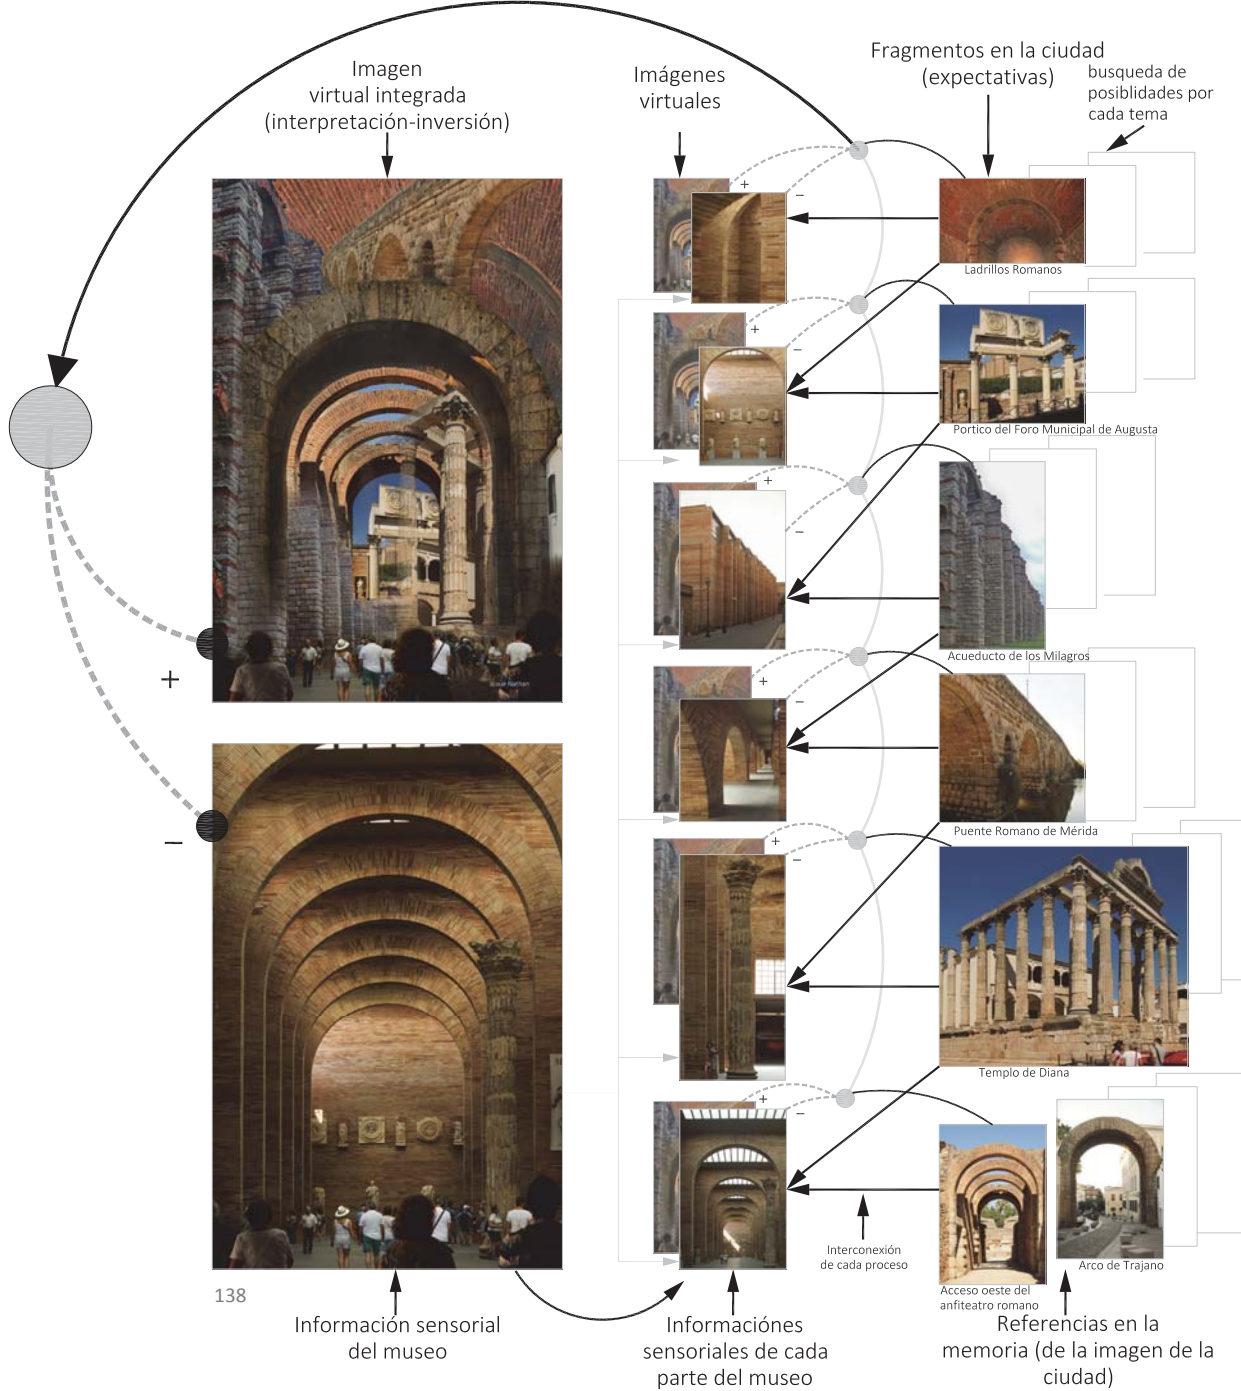 Imagen
virtual integrada
(interpretación-inversión)
Imágenes
virtuales
Fragmentos en la ciudad
(expectativas)
busqueda de
posiblidades por
cada tema
+
−
Ladrillos Romanos
+
−
Portico del Foro Municipal de Augusta
+
−
Acueducto de los Milagros
+
−
+
−
Puente Romano de Mérida
+
−
Templo de Diana
+
−
Interconexión
de cada proceso
Acceso oeste del
anfiteatro romano
Arco de Trajano
138
Información sensorial
del museo
Informaciónes
sensoriales de cada
parte del museo
Referencias en la
memoria (de la imagen de la
ciudad)